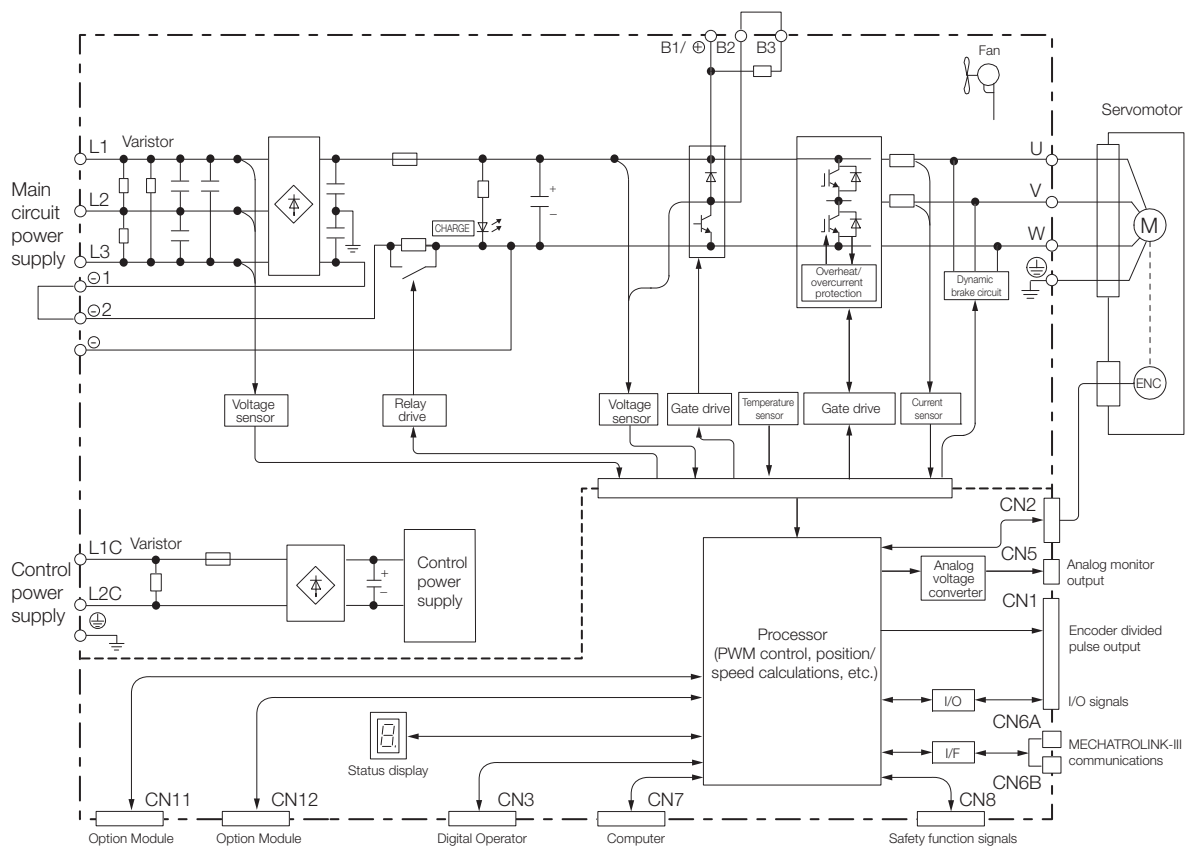 B1/ ⊕ B2 B3
Fan
Servomotor
L1 Varistor
U
Main
circuit
power
supply
L2
V
CHARGE
+
–
M
L3
W
⊖ 1
Overheat/
overcurrent
protection
Dynamic
brake circuit
⊖ 2
⊖
ENC
Voltage
sensor
Relay
drive
Voltage
sensor
Gate drive
Temperature
sensor
Gate drive
Current
sensor
CN2
L1C Varistor
Control
power
supply
+
–
Control
power
supply
L2C
CN5
Analog
voltage
converter
Analog monitor
output
CN1
Processor
(PWM control, position/
speed calculations, etc.)
Encoder divided
pulse output
I/O
I/O signals
CN6A
8.
Status display
I/F
MECHATROLINK-III
communications
CN6B
CN11 CN12 CN3 CN7 CN8
Option Module Option Module Digital Operator Computer Safety function signals